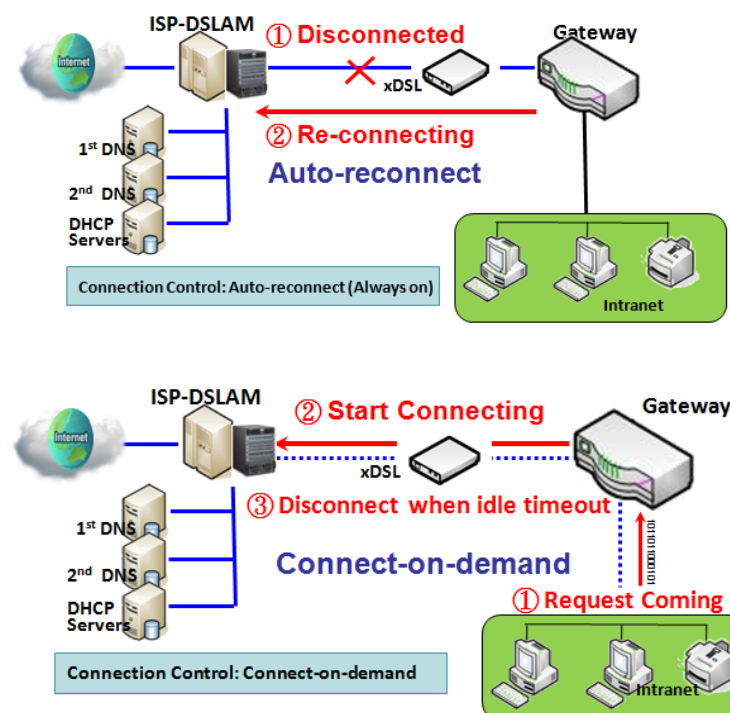 ISP-DSLAM
① Disconnected
Gateway
Internet
xDSL
② Re-connecting
1st DNS
Auto-reconnect
2nd DNS
DHCP
Servers
Connection Control: Auto-reconnect (Always on)
Intranet
ISP-DSLAM
② Start Connecting
Gateway
Internet
xDSL
③ Disconnect when idle timeout
1st DNS
101101100101
2nd DNS
Connect-on-demand
DHCP
Servers
① Request Coming
Connection Control: Connect-on-demand
Intranet